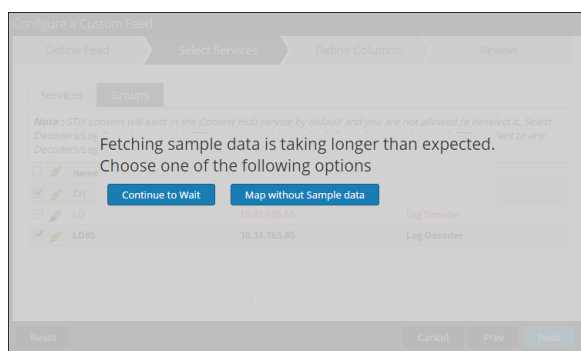 Configure a Custom Feed
Define Feed Select Services Define Columns Review
Services Groups
Note : STIX content will exist in the Context Hub service by default and you are not allowed to deselect it. Select
Decoders/Log
ent to any
Decoders/Log
Fetching sample data is taking longer than expected.
Choose one of the following options
Name
Continue to Wait Map without Sample data
CH
LD 10.31.165.66 Log Decoder
LD85 10.31.165.85 Log Decoder
Reset Cancel Prev Next